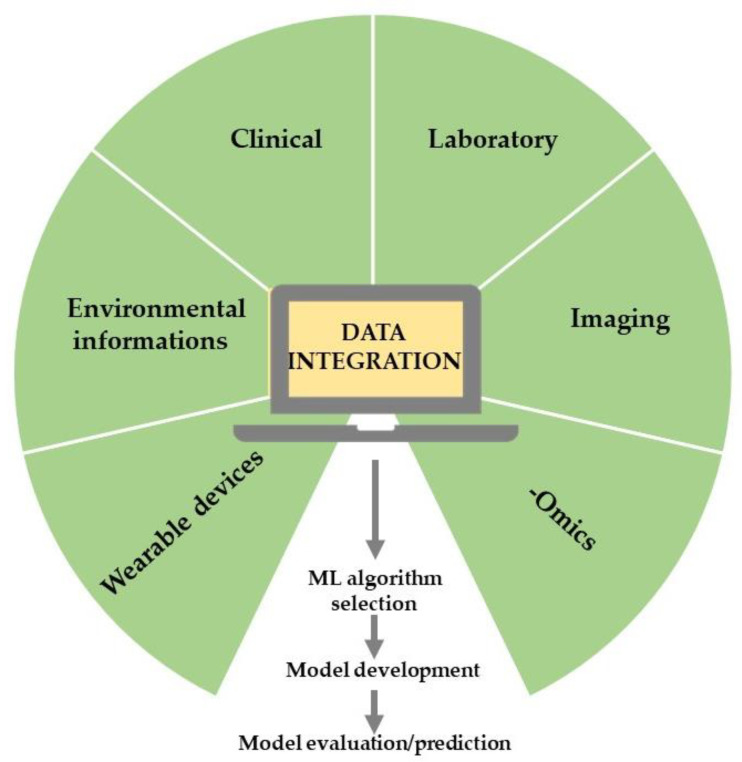 Clinical
Laboratory
Environmental
informations
DATA
INTEGRATION
Imaging
Wearable devices
-Omics
ML algorithm
selection
Model development
Model evaluation/prediction